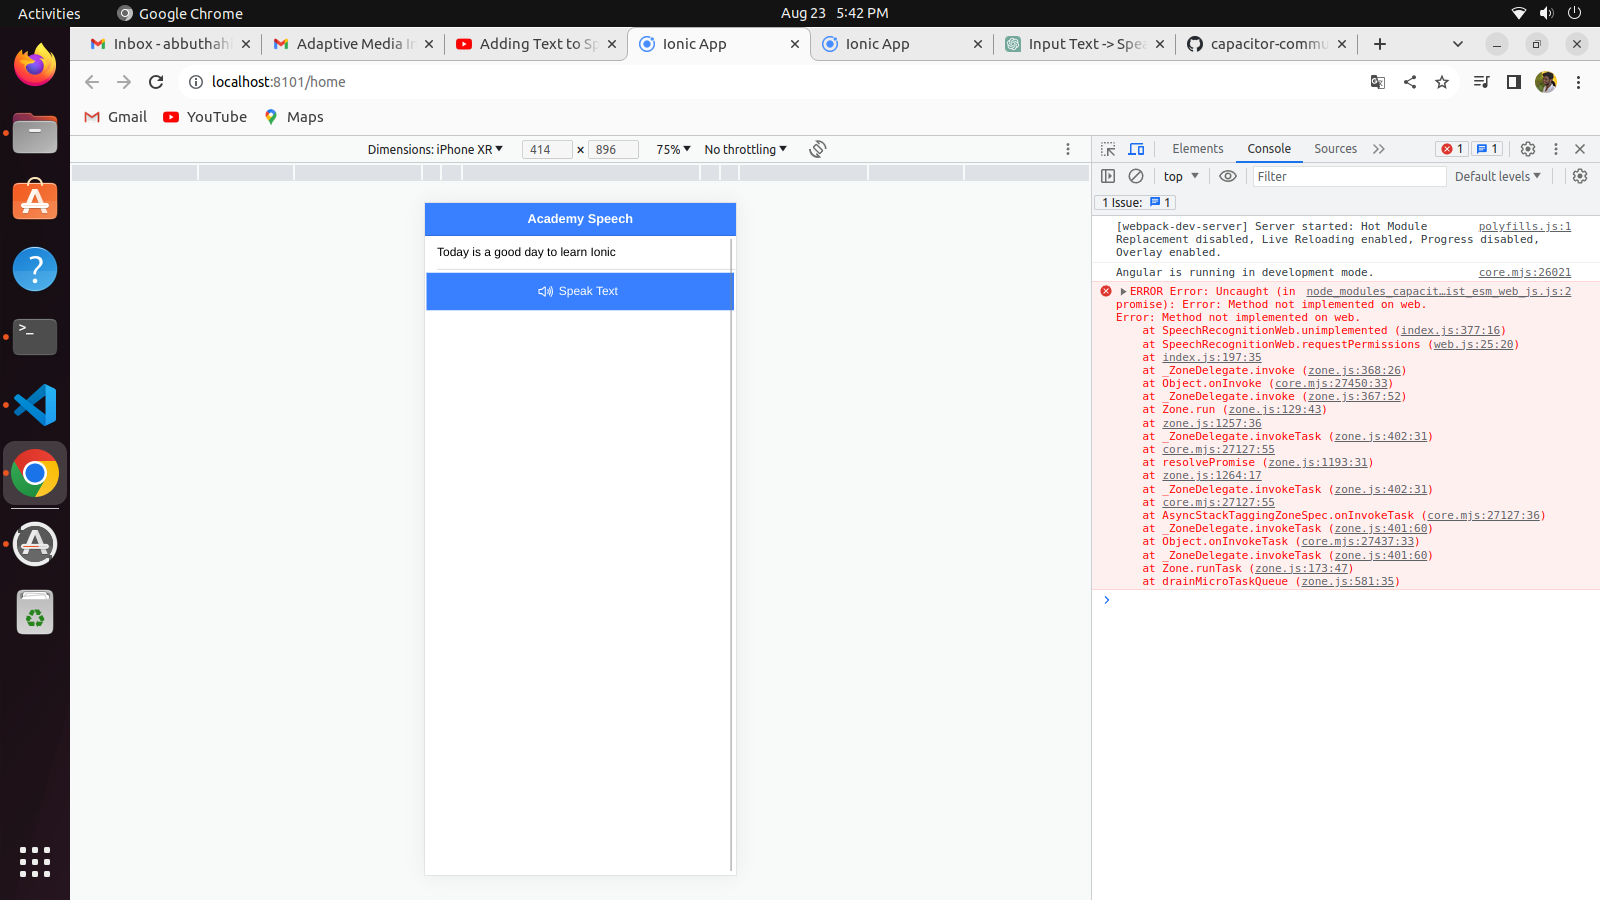 Activities
Google Chrome
Aug 23 5:42 PM
Inbox - abbuthahi
Adaptive Media In
Adding Text to Sp
Ionic App
Ionic App
Input Text -> Spea
capacitor-commu
localhost:8101/home
Gmail
YouTube
Maps
Dimensions: iPhone XR
414 × 896
75%
No throttling
Elements
Console
Sources
1
1
top
Filter
Default levels
1 Issue: 1
Academy Speech
Today is a good day to learn Ionic
Speak Text
[webpack-dev-server] Server started: Hot Module polyfills.js:1
Replacement disabled, Live Reloading enabled, Progress disabled,
Overlay enabled.
Angular is running in development mode. core.mjs:26021
ERROR Error: Uncaught (in node_modules_capacit…ist_esm_web_js.js:2
promise): Error: Method not implemented on web.
Error: Method not implemented on web.
at SpeechRecognitionWeb.unimplemented (index.js:377:16)
at SpeechRecognitionWeb.requestPermissions (web.js:25:20)
at index.js:197:35
at _ZoneDelegate.invoke (zone.js:368:26)
at Object.onInvoke (core.mjs:27450:33)
at _ZoneDelegate.invoke (zone.js:367:52)
at Zone.run (zone.js:129:43)
at zone.js:1257:36
at _ZoneDelegate.invokeTask (zone.js:402:31)
at core.mjs:27127:55
at resolvePromise (zone.js:1193:31)
at zone.js:1264:17
at _ZoneDelegate.invokeTask (zone.js:402:31)
at core.mjs:27127:55
at AsyncStackTaggingZoneSpec.onInvokeTask (core.mjs:27127:36)
at _ZoneDelegate.invokeTask (zone.js:401:60)
at Object.onInvokeTask (core.mjs:27437:33)
at _ZoneDelegate.invokeTask (zone.js:401:60)
at Zone.runTask (zone.js:173:47)
at drainMicroTaskQueue (zone.js:581:35)